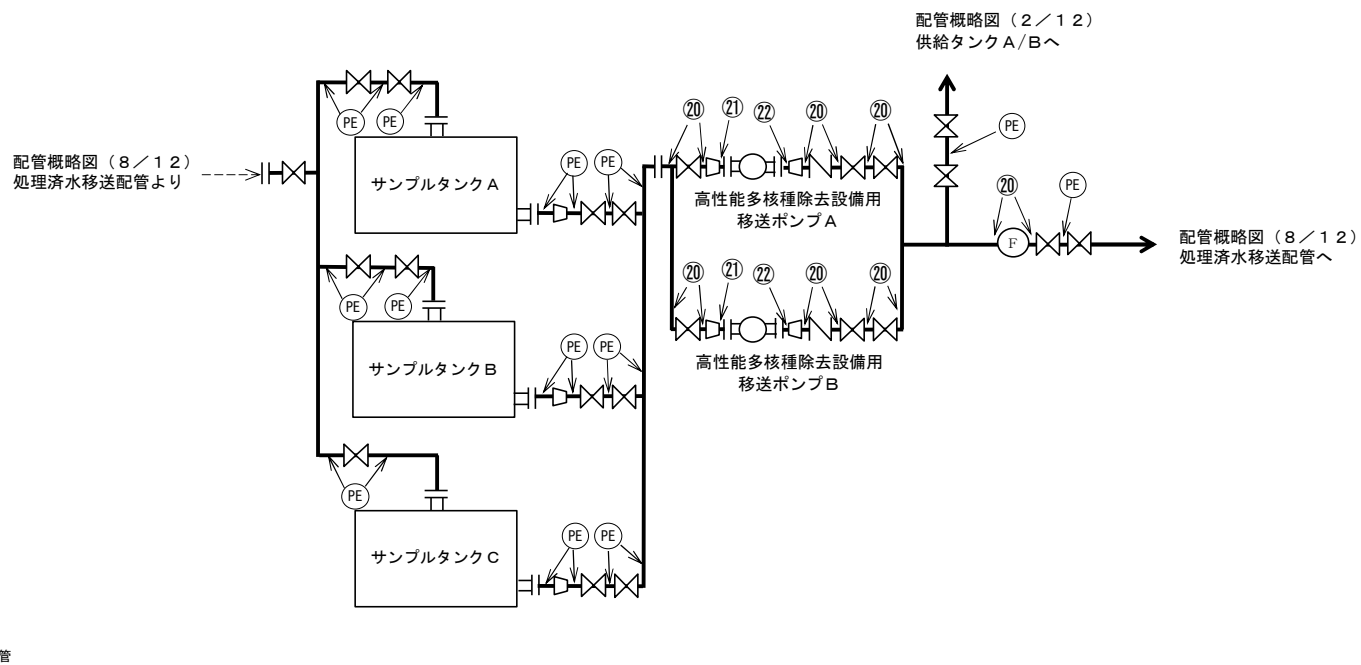 配管概略図（２／１２）
供給タンクＡ/Ｂへ
PE
PE
⑳
㉑
㉒
⑳
⑳
PE
配管概略図（８／１２）
処理済水移送配管より
サンプルタンクＡ
PE
PE
高性能多核種除去設備用
移送ポンプＡ
⑳
PE
F
配管概略図（８／１２）
処理済水移送配管へ
PE
PE
⑳
㉑
㉒
⑳
⑳
サンプルタンクＢ
PE
PE
高性能多核種除去設備用
移送ポンプＢ
PE
サンプルタンクＣ
PE
PE
管